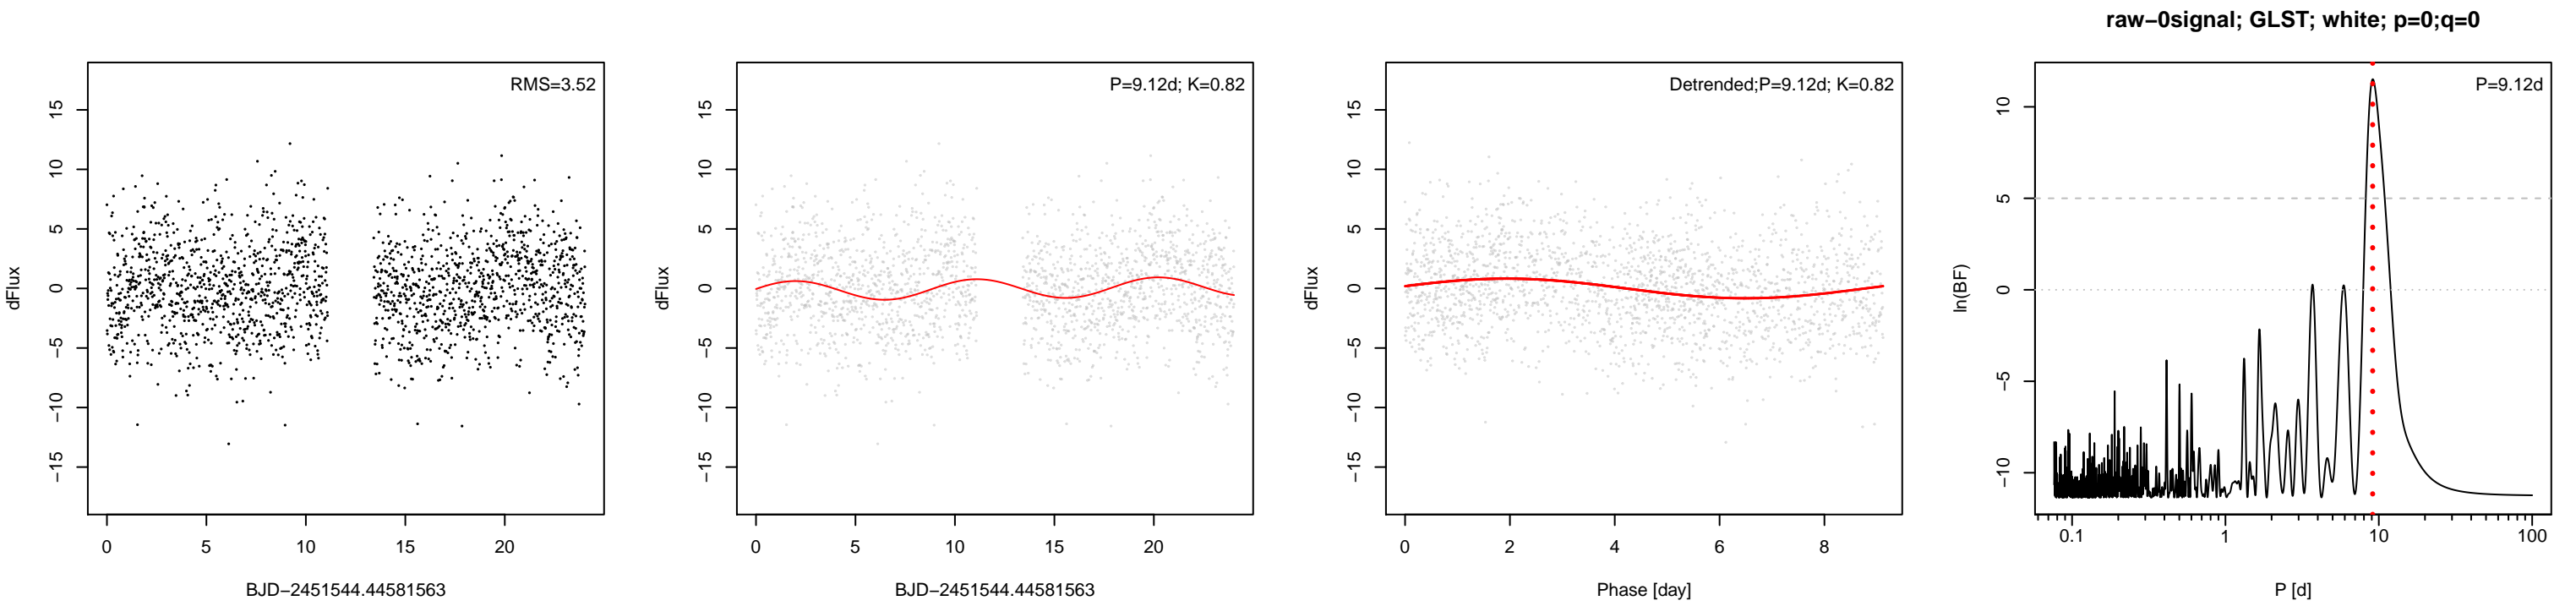 raw−0signal; GLST; white; p=0;q=0
RMS=3.52
15
10
5
0
−5
−10
−15
dFlux
0 5 10 15 20
BJD−2451544.44581563
P=9.12d; K=0.82
15
10
5
0
−5
−10
−15
dFlux
0 5 10 15 20
BJD−2451544.44581563
Detrended;P=9.12d; K=0.82
15
10
5
0
−5
−10
−15
dFlux
0 2 4 6 8
Phase [day]
P=9.12d
10
5
0
−5
−10
ln(BF)
0.1 1 10 100
P [d]